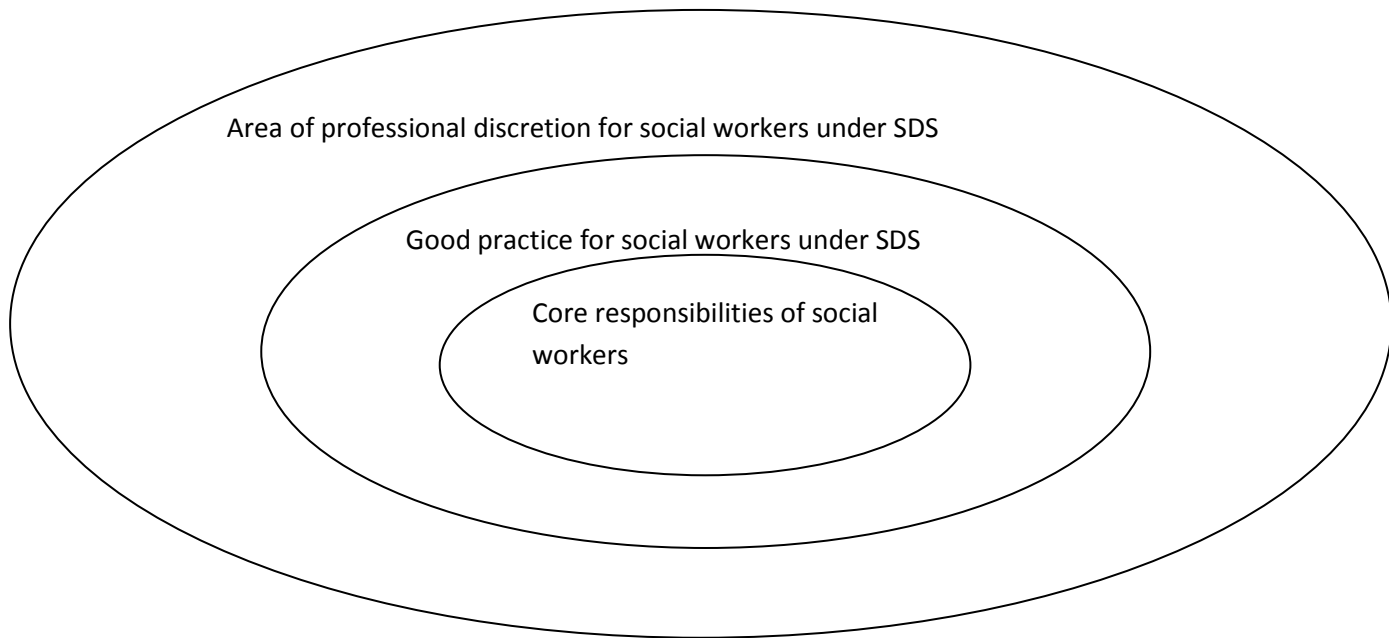 Area of professional discretion for social workers under SDS
Good practice for social workers under SDS
Core responsibilities of social
workers